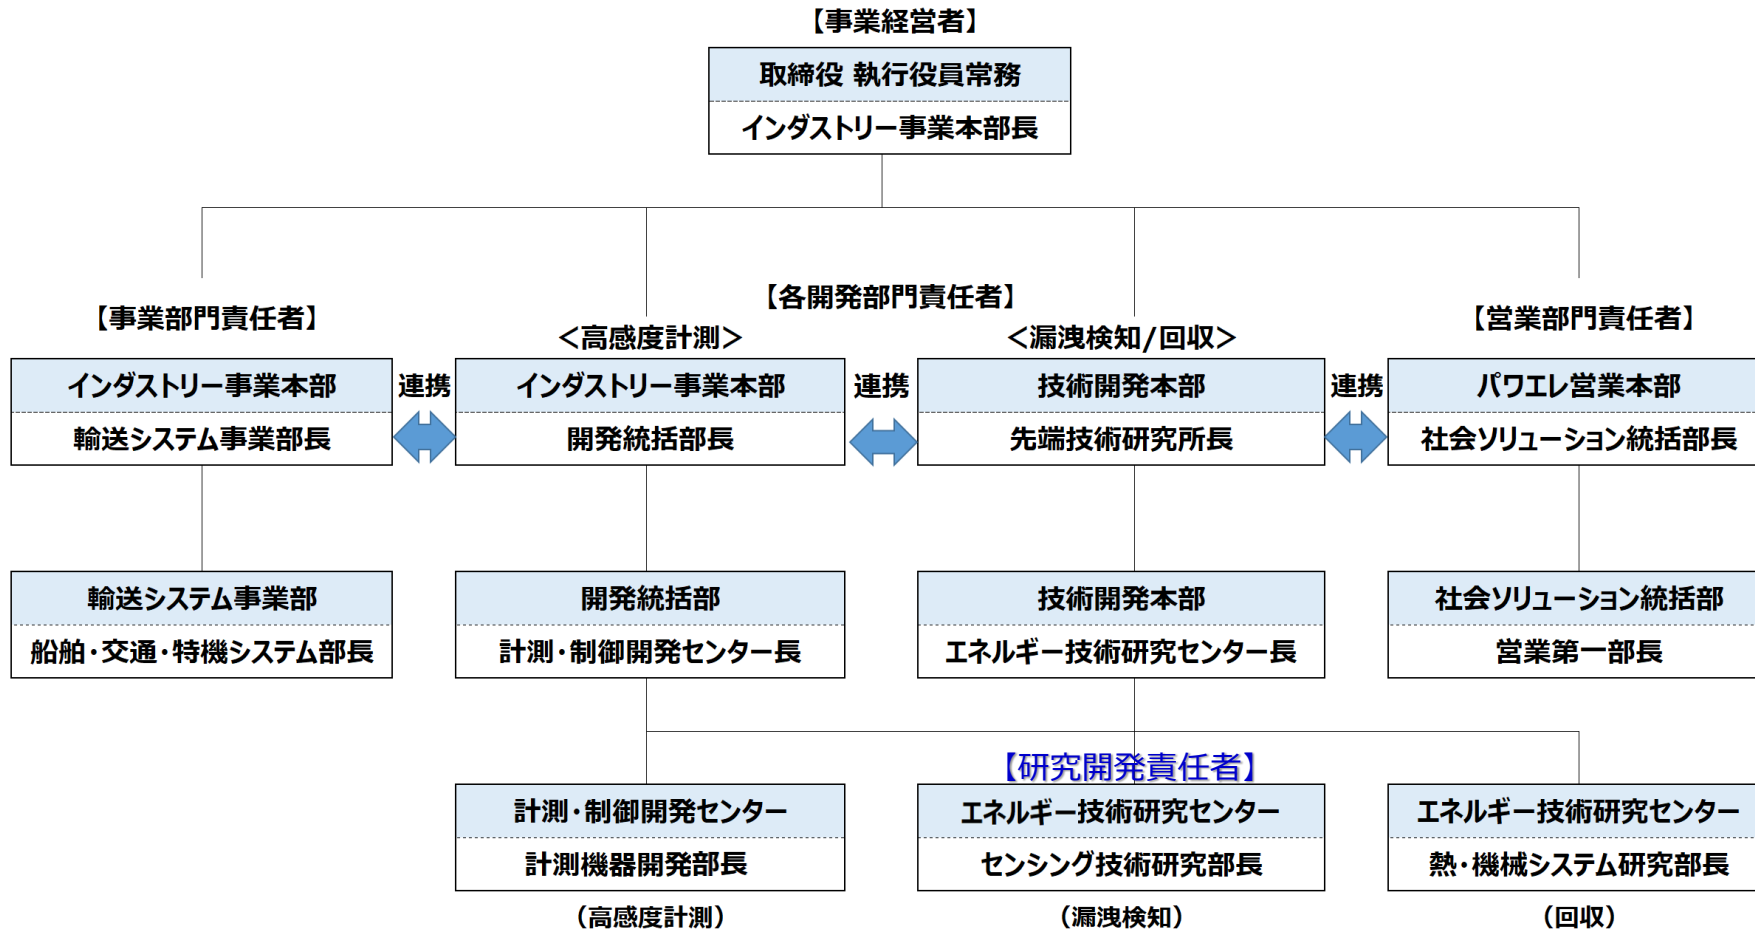 【事業経営者】
取締役 執行役員常務
インダストリー事業本部長
【事業部門責任者】
【各開発部門責任者】
【営業部門責任者】
＜高感度計測＞
＜漏洩検知/回収＞
インダストリー事業本部
輸送システム事業部長
連携
インダストリー事業本部
開発統括部長
連携
技術開発本部
先端技術研究所長
連携
パワエレ営業本部
社会ソリューション統括部長
輸送システム事業部
船舶・交通・特機システム部長
開発統括部
計測・制御開発センター長
技術開発本部
エネルギー技術研究センター長
社会ソリューション統括部
営業第一部長
【研究開発責任者】
計測・制御開発センター
計測機器開発部長
（高感度計測）
エネルギー技術研究センター
センシング技術研究部長
（漏洩検知）
エネルギー技術研究センター
熱・機械システム研究部長
（回収）